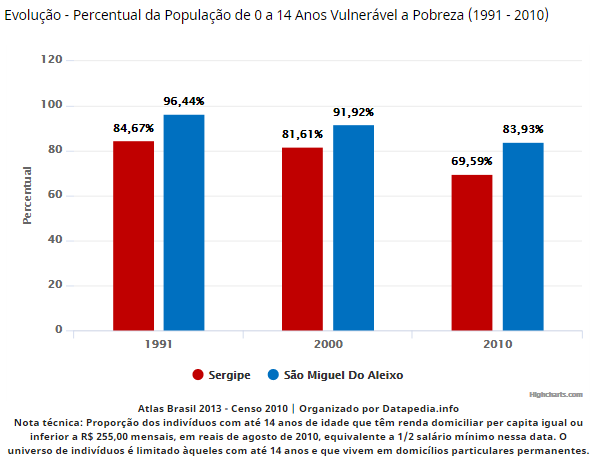 Evolução - Percentual da População de 0 a 14 Anos Vulnerável a Pobreza (1991 - 2010)
120
100
80
60
40
20
0
Percentual
84,67%
96,44%
81,61%
91,92%
69,59%
83,93%
1991
2000
2010
Sergipe
São Miguel Do Aleixo
Highcharts.com
Atlas Brasil 2013 - Censo 2010 | Organizado por Datapedia.info
Nota técnica: Proporção dos indivíduos com até 14 anos de idade que têm renda domiciliar per capita igual ou
inferior a R$ 255,00 mensais, em reais de agosto de 2010, equivalente a 1/2 salário mínimo nessa data. O
universo de indivíduos é limitado àqueles com até 14 anos e que vivem em domicílios particulares permanentes.